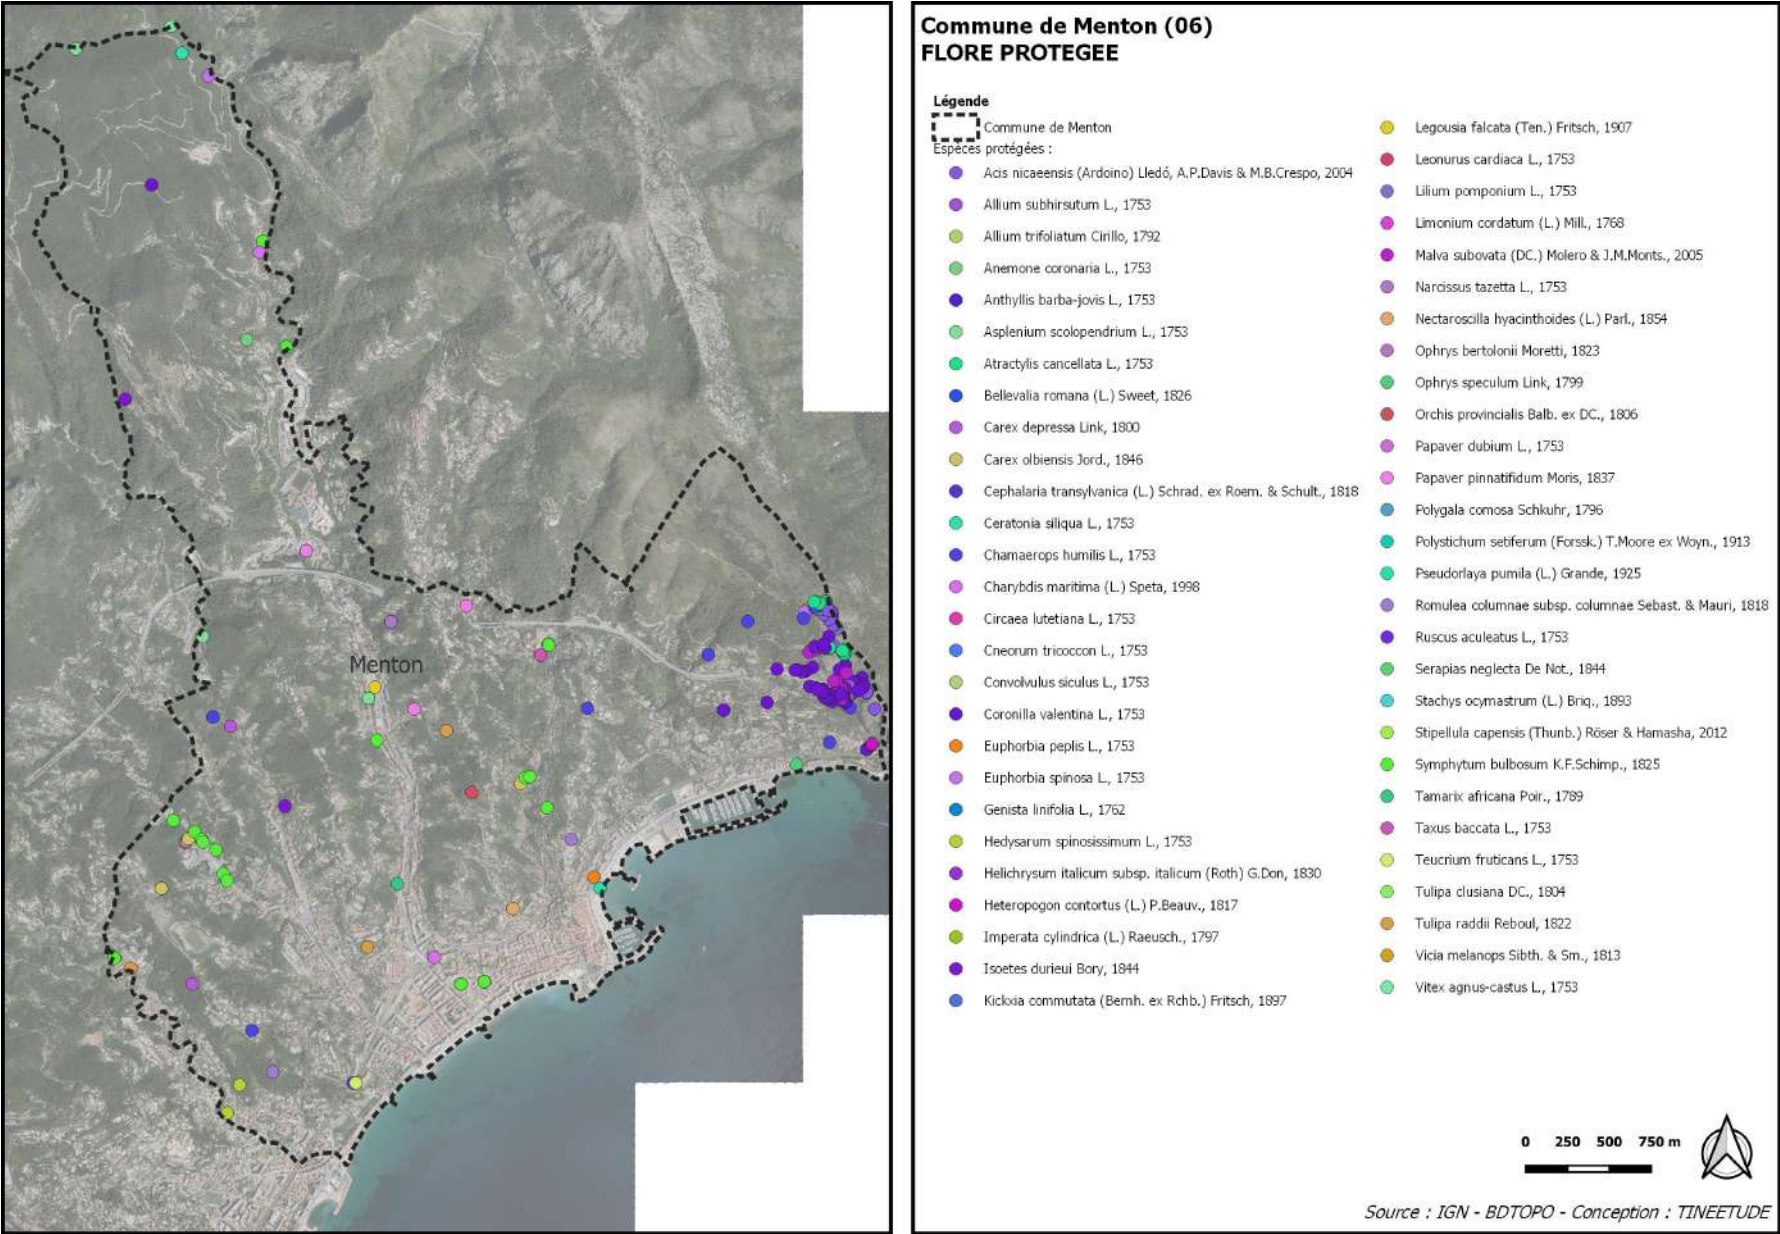 Menton
Commune de Menton (06)
FLORE PROTEGEE
Légende
Commune de Menton
Espèces protégées :
Acis nicaeensis (Ardoino) Lledó, A.P.Davis & M.B.Crespo, 2004
Allium subhirsutum L., 1753
Allium trifoliatum Cirillo, 1792
Anemone coronaria L., 1753
Anthyllis barba-jovis L., 1753
Asplenium scolopendrium L., 1753
Atractylis cancellata L., 1753
Bellevalia romana (L.) Sweet, 1826
Carex depressa Link, 1800
Carex olbiensis Jord., 1846
Cephalaria transylvanica (L.) Schrad. ex Roem. & Schult., 1818
Ceratonia siliqua L., 1753
Chamaerops humilis L., 1753
Charybdis maritima (L.) Speta, 1998
Circaea lutetiana L., 1753
Cneorum tricoccon L., 1753
Convolvulus siculus L., 1753
Coronilla valentina L., 1753
Euphorbia peplis L., 1753
Euphorbia spinosa L., 1753
Genista linifolia L., 1762
Hedysarum spinosissimum L., 1753
Helichrysum italicum subsp. italicum (Roth) G.Don, 1830
Heteropogon contortus (L.) P.Beauv., 1817
Imperata cylindrica (L.) Raeusch., 1797
Isoetes durieui Bory, 1844
Kickxia commutata (Bernh. ex Rchb.) Fritsch, 1897
Legousia falcata (Ten.) Fritsch, 1907
Leonurus cardiaca L., 1753
Lilium pomponium L., 1753
Limonium cordatum (L.) Mill., 1768
Malva subovata (DC.) Molero & J.M.Monts., 2005
Narcissus tazetta L., 1753
Nectaroscilla hyacinthoides (L.) Parl., 1854
Ophrys bertolonii Moretti, 1823
Ophrys speculum Link, 1799
Orchis provincialis Balb. ex DC., 1806
Papaver dubium L., 1753
Papaver pinnatifidum Moris, 1837
Polygala comosa Schkuhr, 1796
Polystichum setiferum (Forssk.) T.Moore ex Woyn., 1913
Pseudorlaya pumila (L.) Grande, 1925
Romulea columnae subsp. columnae Sebast. & Mauri, 1818
Ruscus aculeatus L., 1753
Serapias neglecta De Not., 1844
Stachys ocymastrum (L.) Briq., 1893
Stipellula capensis (Thunb.) Röser & Hamasha, 2012
Symphytum bulbosum K.F.Schimp., 1825
Tamarix africana Poir., 1789
Taxus baccata L., 1753
Teucrium fruticans L., 1753
Tulipa clusiana DC., 1804
Tulipa raddii Reboul, 1822
Vicia melanops Sibth. & Sm., 1813
Vitex agnus-castus L., 1753
0 250 500 750 m
Source : IGN - BDTOPO - Conception : TINEETUDE